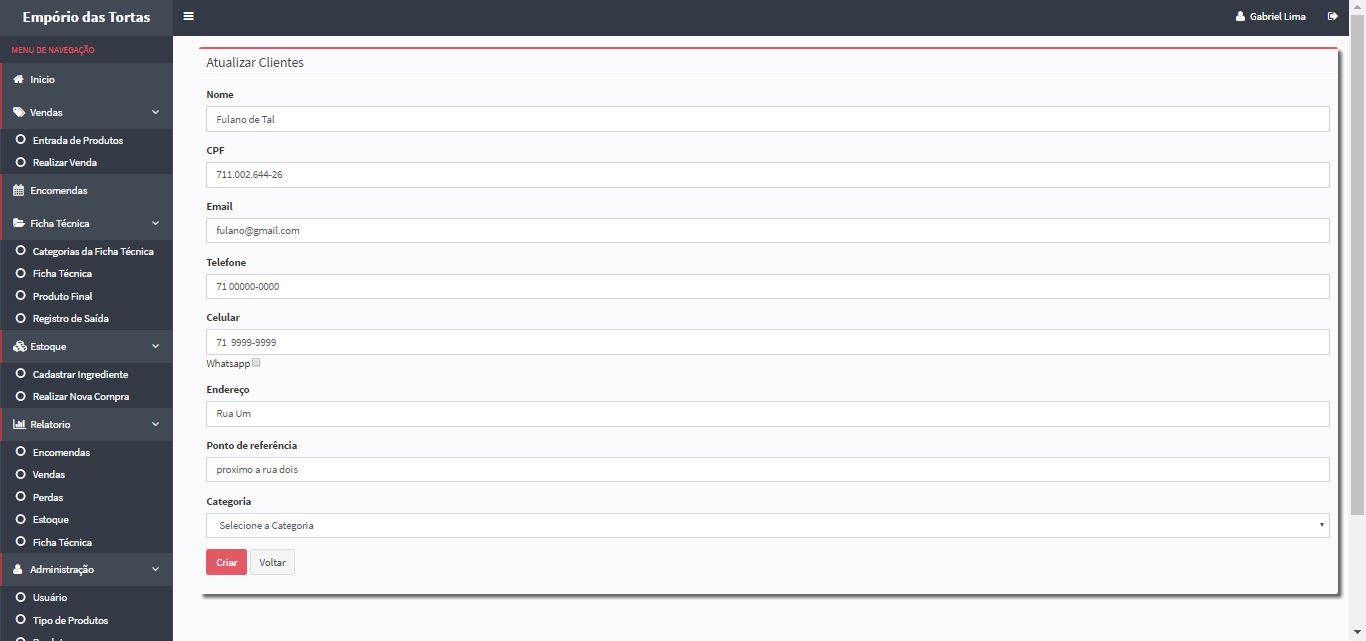 Empório das Tortas
Gabriel Lima
MENU DE NAVEGAÇÃO
Inicio
Vendas
Entrada de Produtos
Realizar Venda
Encomendas
Ficha Técnica
Categorias da Ficha Técnica
Ficha Técnica
Produto Final
Registro de Saída
Estoque
Cadastrar Ingrediente
Realizar Nova Compra
Relatorio
Encomendas
Vendas
Perdas
Estoque
Ficha Técnica
Administração
Usuário
Tipo de Produtos
Atualizar Clientes
Nome
Fulano de Tal
CPF
711.002.644-26
Email
fulano@gmail.com
Telefone
71 00000-0000
Celular
71 9999-9999
Whatsapp
Endereço
Rua Um
Ponto de referência
proximo a rua dois
Categoria
Selecione a Categoria
Criar Voltar